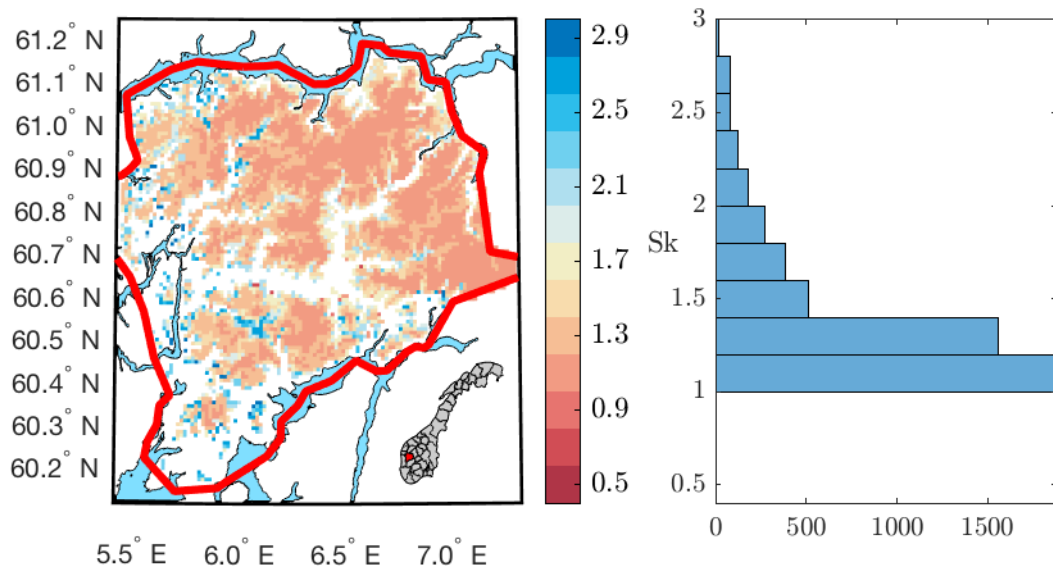 61.2° N
61.1° N
61.0° N
60.9° N
60.8° N
60.7° N
60.6° N
60.5° N
60.4° N
60.3° N
60.2° N
5.5° E
6.0° E
6.5° E
7.0° E
2.9
2.5
2.1
1.7
1.3
0.9
0.5
3
2.5
2
Sk
1.5
1
0.5
0
500
1000
1500